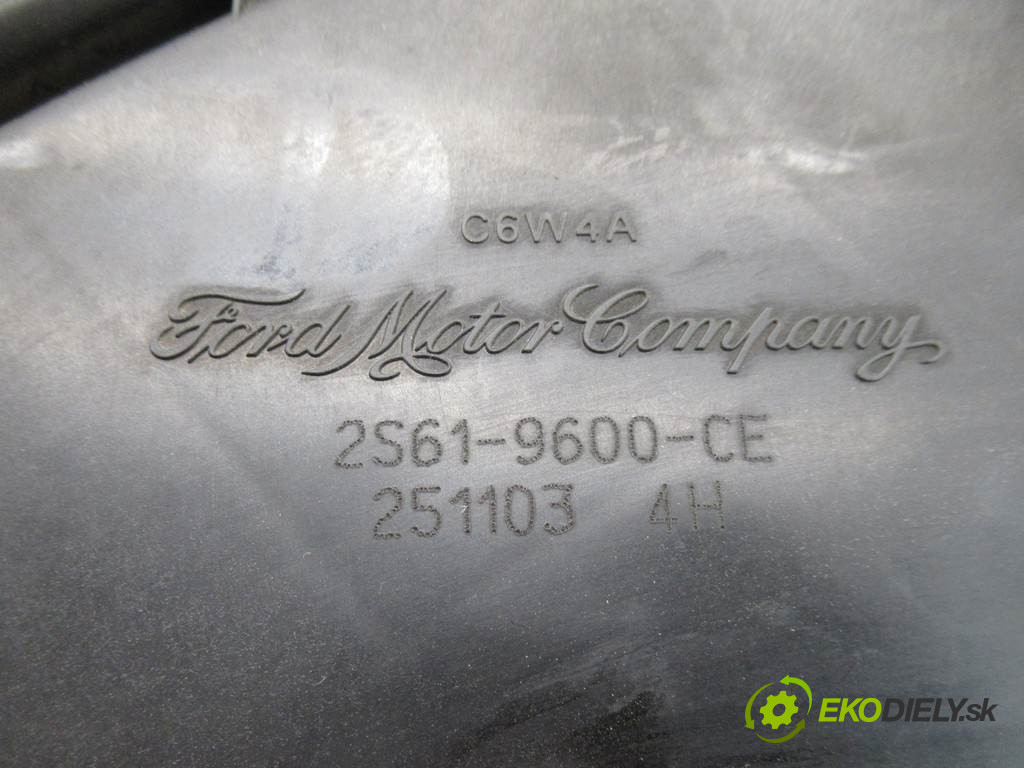 C6W4A
Ford Motor Company
2S61-9600-CE
251103 4H
EKODIELY.sk